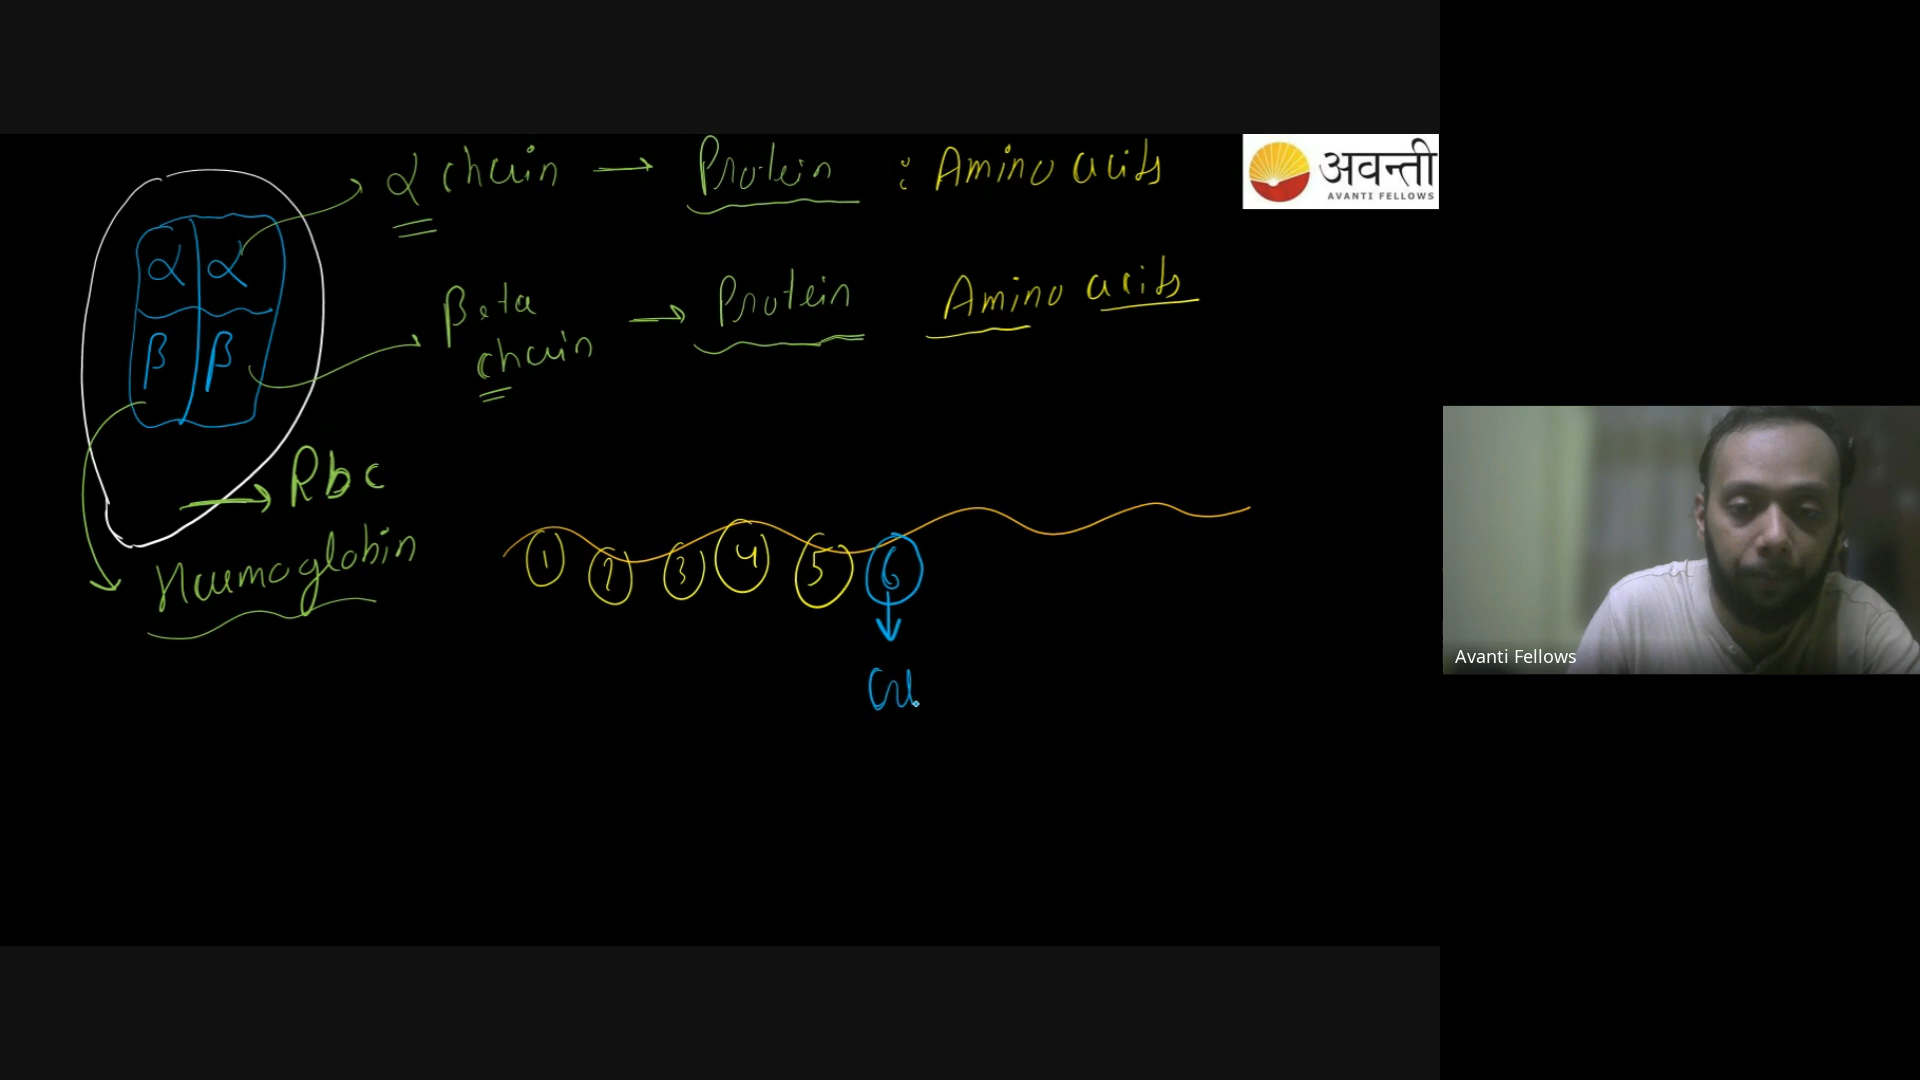 α chain → Protein : Amino acids
अवन्ती
AVANTI FELLOWS
α α
β β
Beta chain → Protein Amino acids
→ Rbc
Haemoglobin
1 2 3 4 5 6
Avanti Fellows